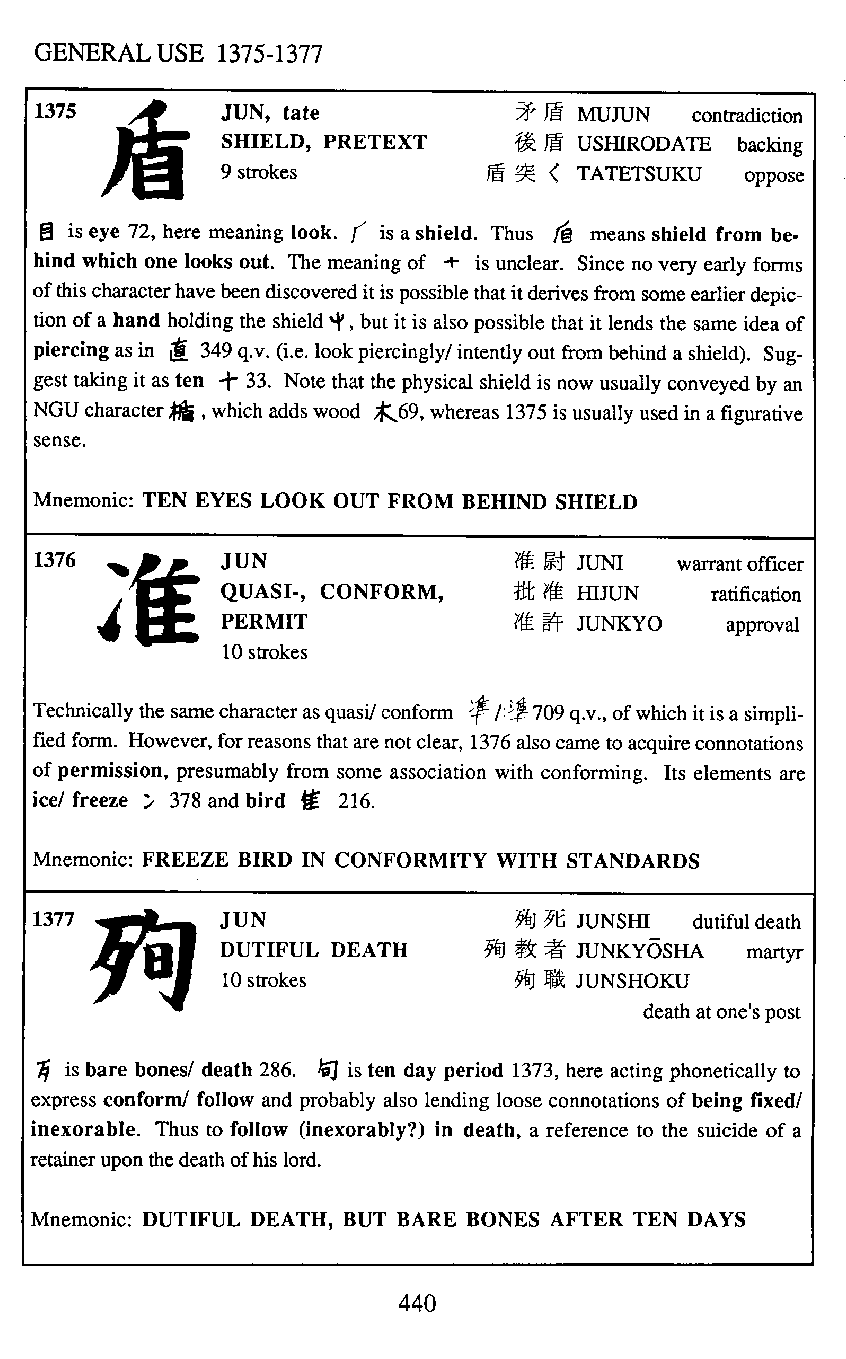 GENERAL USE 1375-1377
1375 盾 JUN, tate 矛盾 MUJUN contradiction
SHIELD, PRETEXT 後盾 USHIRODATE backing
9 strokes 盾突く TATETSUKU oppose
目 is eye 72, here meaning look. 厂 is a shield. Thus means shield from be-
hind which one looks out. The meaning of 十 is unclear. Since no very early forms
of this character have been discovered it is possible that it derives from some earlier depic-
tion of a hand holding the shield , but it is also possible that it lends the same idea of
piercing as in 直 349 q.v. (i.e. look piercingly/ intently out from behind a shield). Sug-
gest taking it as ten 十 33. Note that the physical shield is now usually conveyed by an
NGU character 楯, which adds wood 木69, whereas 1375 is usually used in a figurative
sense.
Mnemonic: TEN EYES LOOK OUT FROM BEHIND SHIELD
1376 准 JUN 准尉 JUNI warrant officer
QUASI-, CONFORM, 批准 HIJUN ratification
PERMIT 准許 JUNKYO approval
10 strokes
Technically the same character as quasi/ conform 準/準709 q.v., of which it is a simpli-
fied form. However, for reasons that are not clear, 1376 also came to acquire connotations
of permission, presumably from some association with conforming. Its elements are
ice/ freeze 冫 378 and bird 隹 216.
Mnemonic: FREEZE BIRD IN CONFORMITY WITH STANDARDS
1377 殉 JUN 殉死 JUNSHI dutiful death
DUTIFUL DEATH 殉教者 JUNKYŌSHA martyr
10 strokes 殉職 JUNSHOKU
death at one's post
歹 is bare bones/ death 286. 旬 is ten day period 1373, here acting phonetically to
express conform/ follow and probably also lending loose connotations of being fixed/
inexorable. Thus to follow (inexorably?) in death, a reference to the suicide of a
retainer upon the death of his lord.
Mnemonic: DUTIFUL DEATH, BUT BARE BONES AFTER TEN DAYS
440